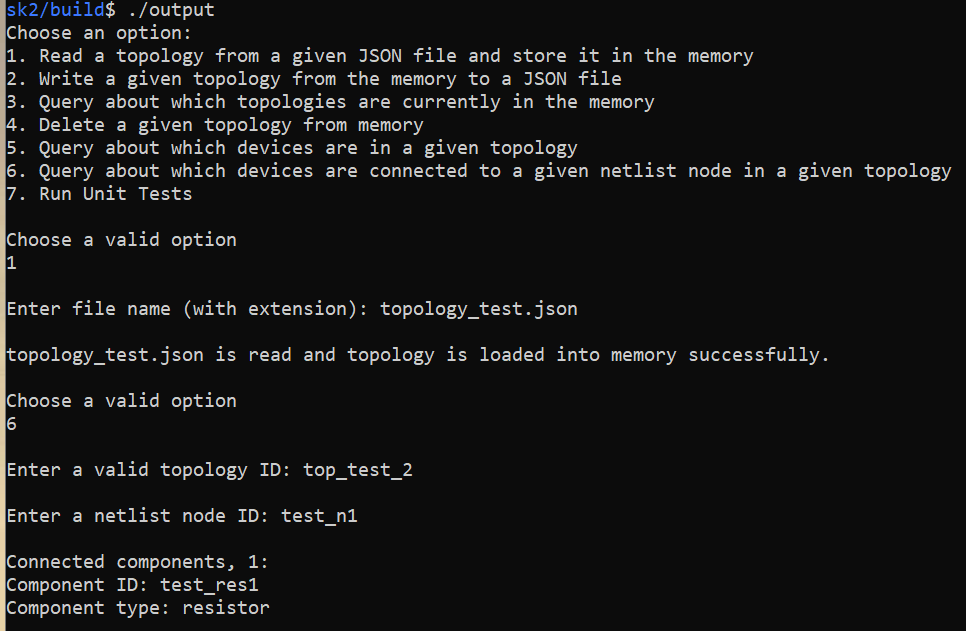 sk2/build$ ./output
Choose an option:
1. Read a topology from a given JSON file and store it in the memory
2. Write a given topology from the memory to a JSON file
3. Query about which topologies are currently in the memory
4. Delete a given topology from memory
5. Query about which devices are in a given topology
6. Query about which devices are connected to a given netlist node in a given topology
7. Run Unit Tests
Choose a valid option
1
Enter file name (with extension): topology_test.json
topology_test.json is read and topology is loaded into memory successfully.
Choose a valid option
6
Enter a valid topology ID: top_test_2
Enter a netlist node ID: test_n1
Connected components, 1:
Component ID: test_res1
Component type: resistor